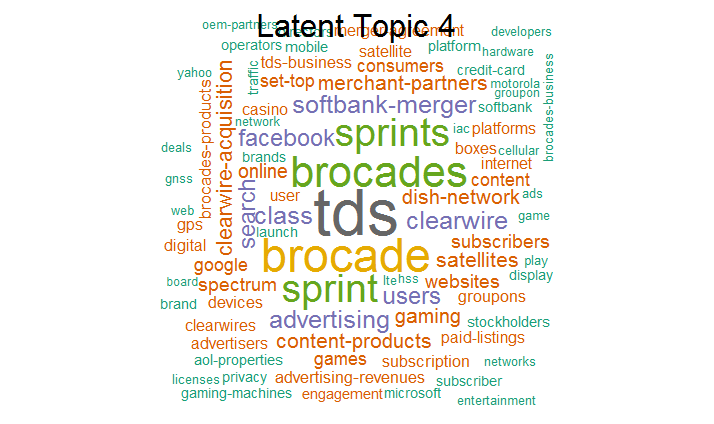 Latent Topic 4
oem-partners
merger-agreement
developers
operators mobile satellite platform hardware
tds-business consumers credit-card
yahoo traffic set-top merchant-partners motorola
groupon
brocades-products clearwire-acquisition casino softbank-merger softbank brocades-business
network facebook sprints iac platforms
deals brands boxes cellular
online brocades internet
gnss content
user tds dish-network ads
web search class clearwire game
gps launch
digital brocade subscribers
google satellites play
board spectrum sprint lte hss websites display
brand devices users groupons
clearwires advertising gaming stockholders
advertisers content-products paid-listings
aol-properties games subscription networks
licenses privacy advertising-revenues subscriber
gaming-machines engagement microsoft
entertainment